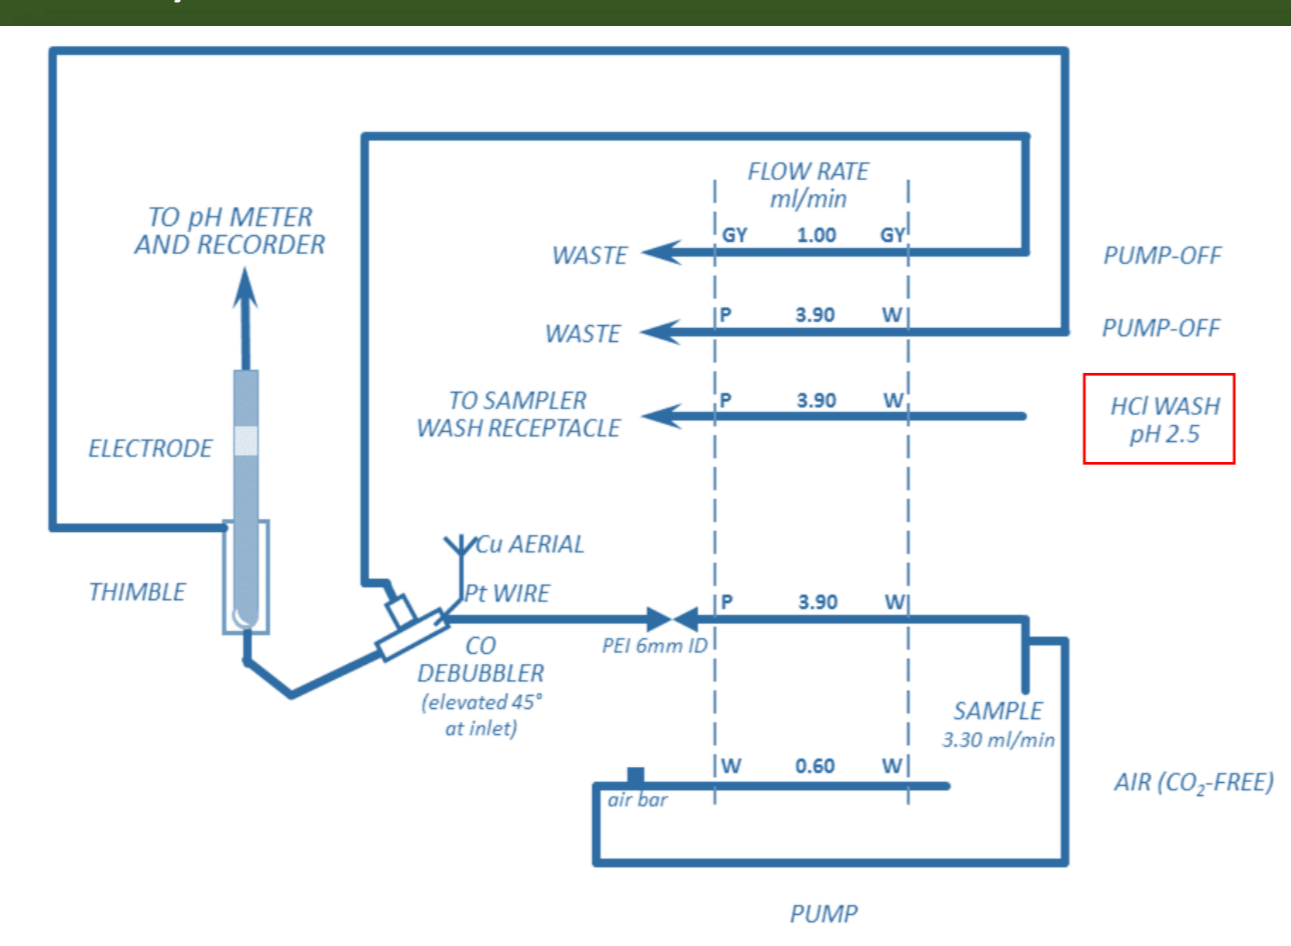 FLOW RATE
ml/min
TO pH METER
AND RECORDER
GY 1.00 GY
WASTE
PUMP-OFF
P 3.90 W
WASTE
PUMP-OFF
TO SAMPLER
WASH RECEPTACLE
P 3.90 W
HCl WASH
pH 2.5
ELECTRODE
Cu AERIAL
THIMBLE
Pt WIRE
P 3.90 W
PEI 6mm ID
CO
DEBUBBLER
(elevated 45°
at inlet)
SAMPLE
3.30 ml/min
W 0.60 W
air bar
AIR (CO₂-FREE)
PUMP